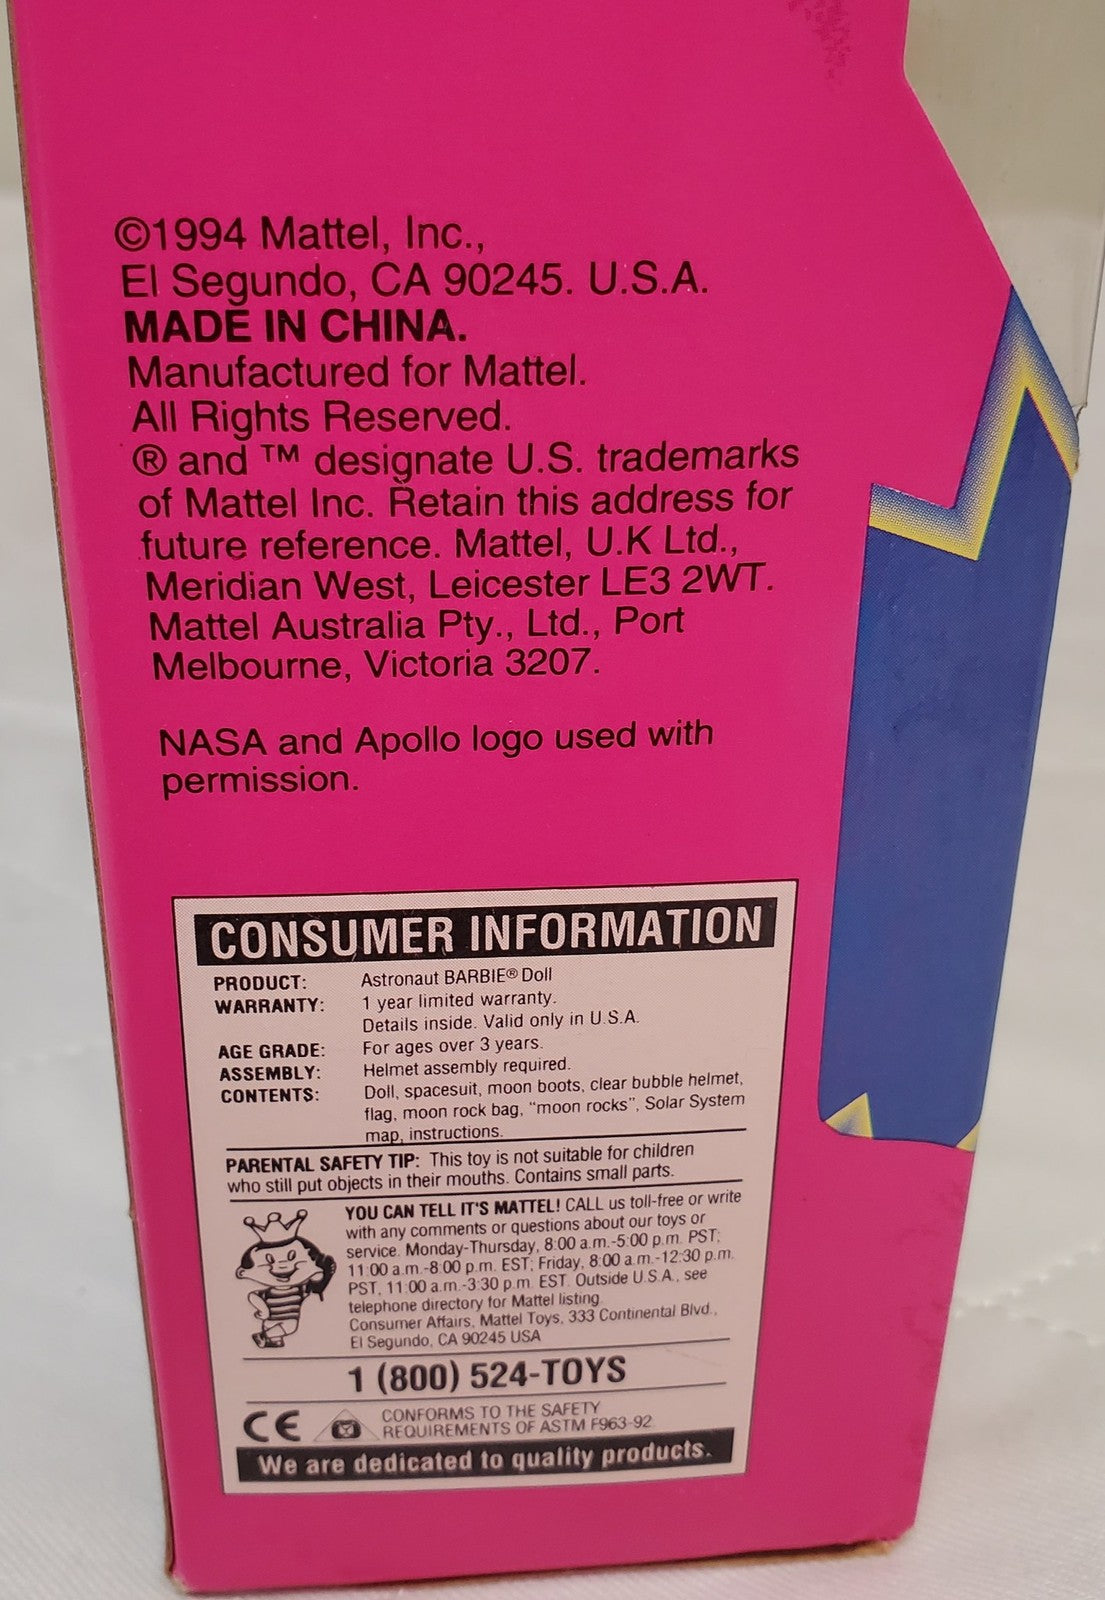 ©1994 Mattel, Inc.,
El Segundo, CA 90245. U.S.A.
MADE IN CHINA.
Manufactured for Mattel.
All Rights Reserved.
® and ™ designate U.S. trademarks
of Mattel Inc. Retain this address for
future reference. Mattel, U.K Ltd.,
Meridian West, Leicester LE3 2WT.
Mattel Australia Pty., Ltd., Port
Melbourne, Victoria 3207.
NASA and Apollo logo used with
permission.
CONSUMER INFORMATION
PRODUCT: Astronaut BARBIE® Doll
WARRANTY: 1 year limited warranty.
Details inside. Valid only in U.S.A.
AGE GRADE: For ages over 3 years.
ASSEMBLY: Helmet assembly required.
CONTENTS: Doll, spacesuit, moon boots, clear bubble helmet,
flag, moon rock bag, "moon rocks", Solar System
map, instructions.
PARENTAL SAFETY TIP: This toy is not suitable for children
who still put objects in their mouths. Contains small parts.
YOU CAN TELL IT'S MATTEL! CALL us toll-free or write
with any comments or questions about our toys or
service. Monday-Thursday, 8:00 a.m.-5:00 p.m. PST;
11:00 a.m.-8:00 p.m. EST; Friday, 8:00 a.m.-12:30 p.m.
PST, 11:00 a.m.-3:30 p.m. EST. Outside U.S.A., see
telephone directory for Mattel listing.
Consumer Affairs, Mattel Toys, 333 Continental Blvd.,
El Segundo, CA 90245 USA
1 (800) 524-TOYS
CE
CONFORMS TO THE SAFETY
REQUIREMENTS OF ASTM F963-92
We are dedicated to quality products.